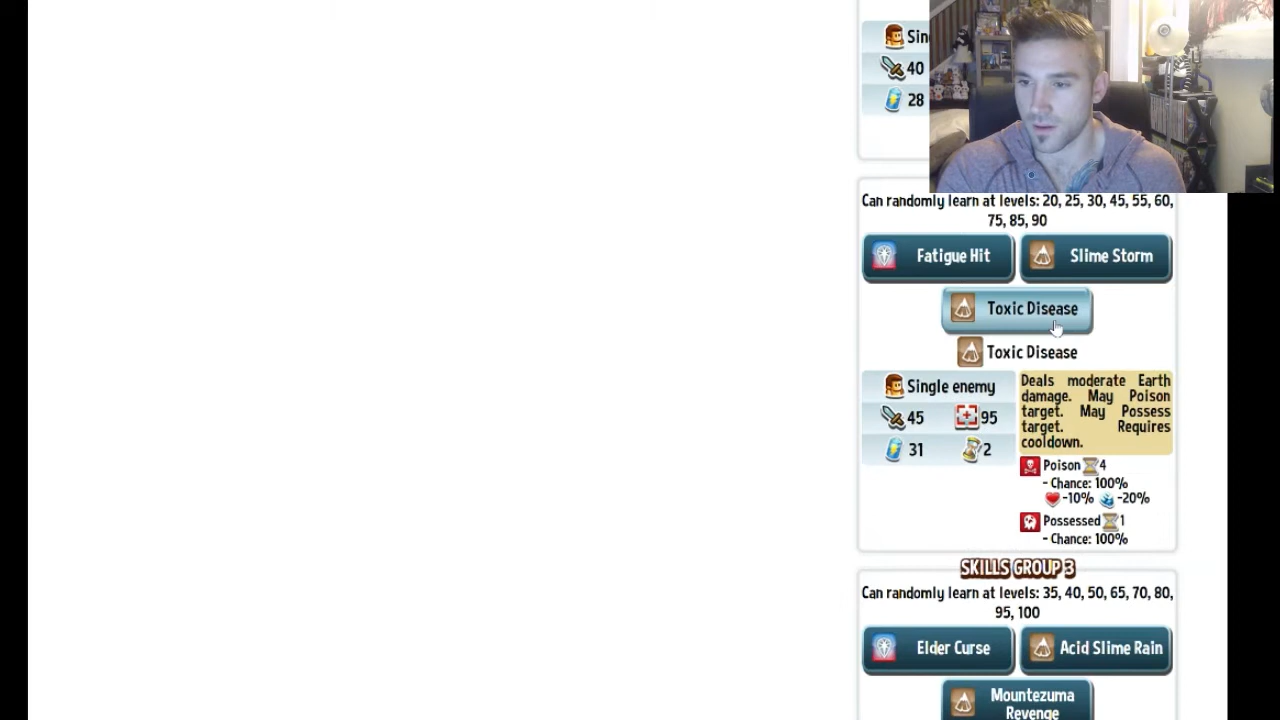 Sin
40
28
Can randomly learn at levels: 20, 25, 30, 45, 55, 60,
75, 85, 90
Fatigue Hit
Slime Storm
Toxic Disease
Toxic Disease
Single enemy
45 95
31 2
Deals moderate Earth
damage. May Poison
target. May Possess
target. Requires
cooldown.
Poison 4
- Chance: 100%
-10% -20%
Possessed 1
- Chance: 100%
SKILLS GROUP 3
Can randomly learn at levels: 35, 40, 50, 65, 70, 80,
95, 100
Elder Curse
Acid Slime Rain
Mountezuma
Revenge